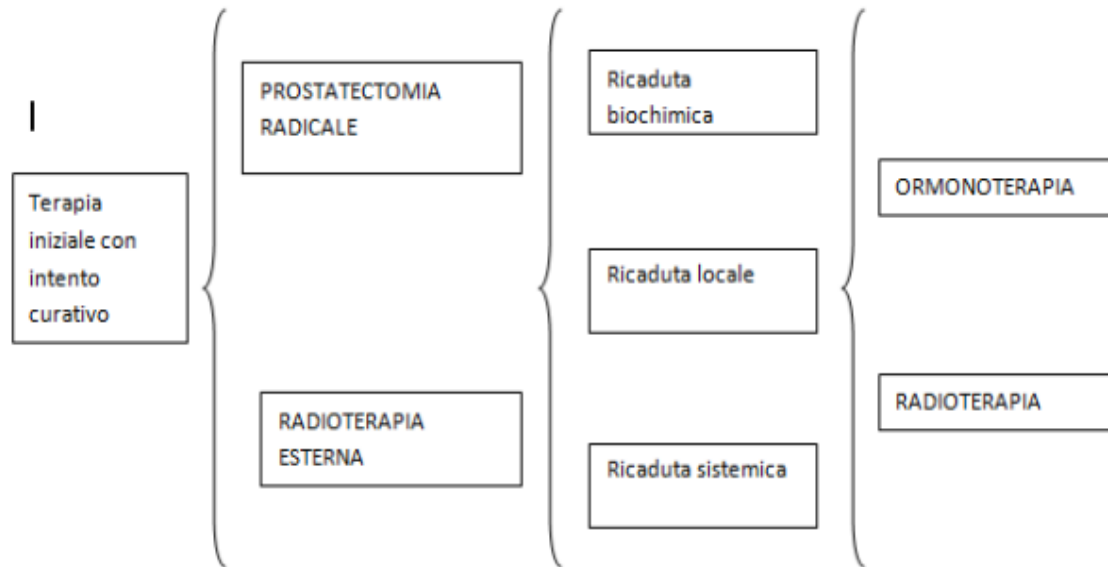 Terapia
iniziale con
intento
curativo
PROSTATECTOMIA
RADICALE
RADIOTERAPIA
ESTERNA
Ricaduta
biochimica
Ricaduta locale
Ricaduta sistemica
ORMONOTERAPIA
RADIOTERAPIA